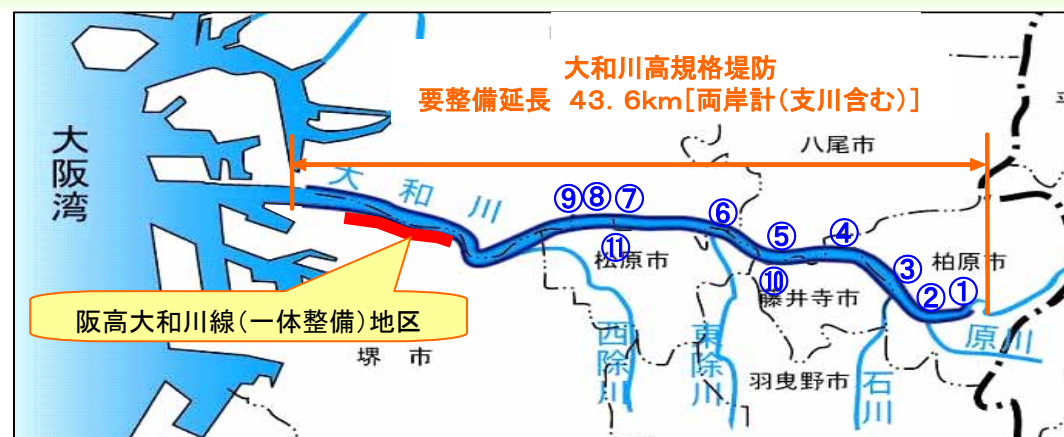 大和川高規格堤防
要整備延長 43.6km[両岸計(支川含む)]
大阪湾
八尾市
大和川
⑨⑧⑦
⑥
⑤
④
⑪
松原市
⑩
③
柏原市
②
①
藤井寺市
阪高大和川線(一体整備)地区
堺市
西除川
東除川
羽曳野市
石川
原川